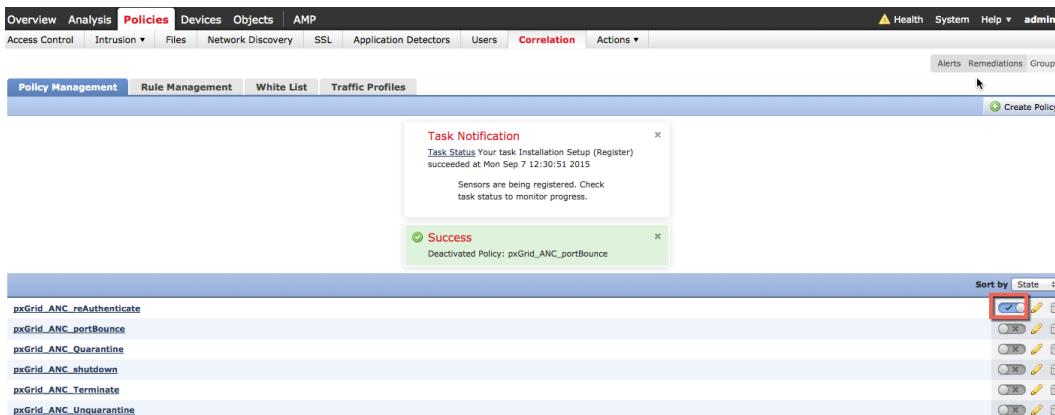 Overview Analysis Policies Devices Objects AMP Health System Help ▾ admin
Access Control Intrusion ▾ Files Network Discovery SSL Application Detectors Users Correlation Actions ▾
Alerts Remediations Group
Policy Management Rule Management White List Traffic Profiles
Create Policy
Task Notification
Task Status Your task Installation Setup (Register)
succeeded at Mon Sep 7 12:30:51 2015
Sensors are being registered. Check
task status to monitor progress.
Success
Deactivated Policy: pxGrid_ANC_portBounce
Sort by State
pxGrid_ANC_reAuthenticate
pxGrid_ANC_portBounce
pxGrid_ANC_Quarantine
pxGrid_ANC_shutdown
pxGrid_ANC_Terminate
pxGrid_ANC_Unquarantine